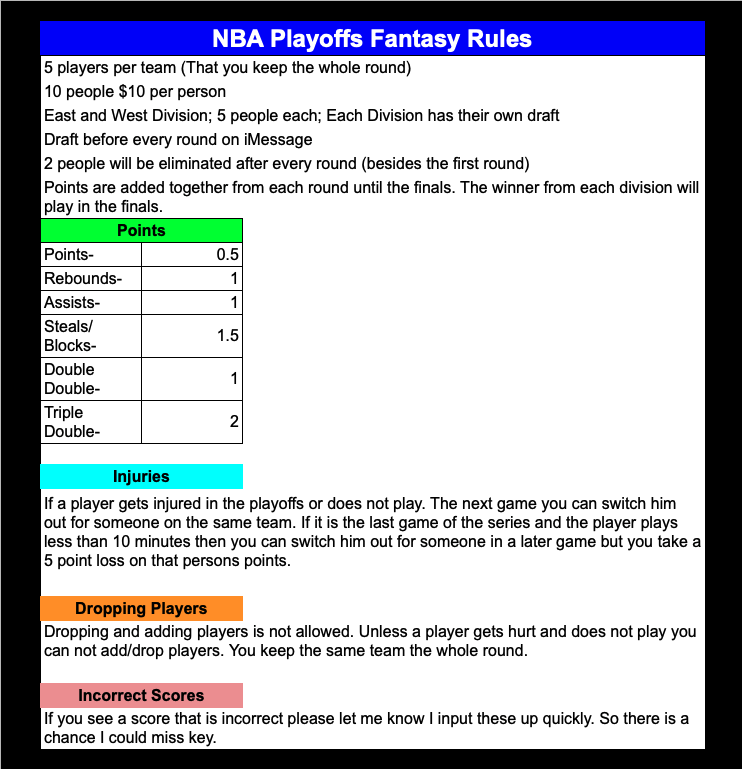 NBA Playoffs Fantasy Rules
5 players per team (That you keep the whole round)
10 people $10 per person
East and West Division; 5 people each; Each Division has their own draft
Draft before every round on iMessage
2 people will be eliminated after every round (besides the first round)
Points are added together from each round until the finals. The winner from each division will
play in the finals.
Points
Points- 0.5
Rebounds- 1
Assists- 1
Steals/
Blocks- 1.5
Double
Double- 1
Triple
Double- 2
Injuries
If a player gets injured in the playoffs or does not play. The next game you can switch him
out for someone on the same team. If it is the last game of the series and the player plays
less than 10 minutes then you can switch him out for someone in a later game but you take a
5 point loss on that persons points.
Dropping Players
Dropping and adding players is not allowed. Unless a player gets hurt and does not play you
can not add/drop players. You keep the same team the whole round.
Incorrect Scores
If you see a score that is incorrect please let me know I input these up quickly. So there is a
chance I could miss key.